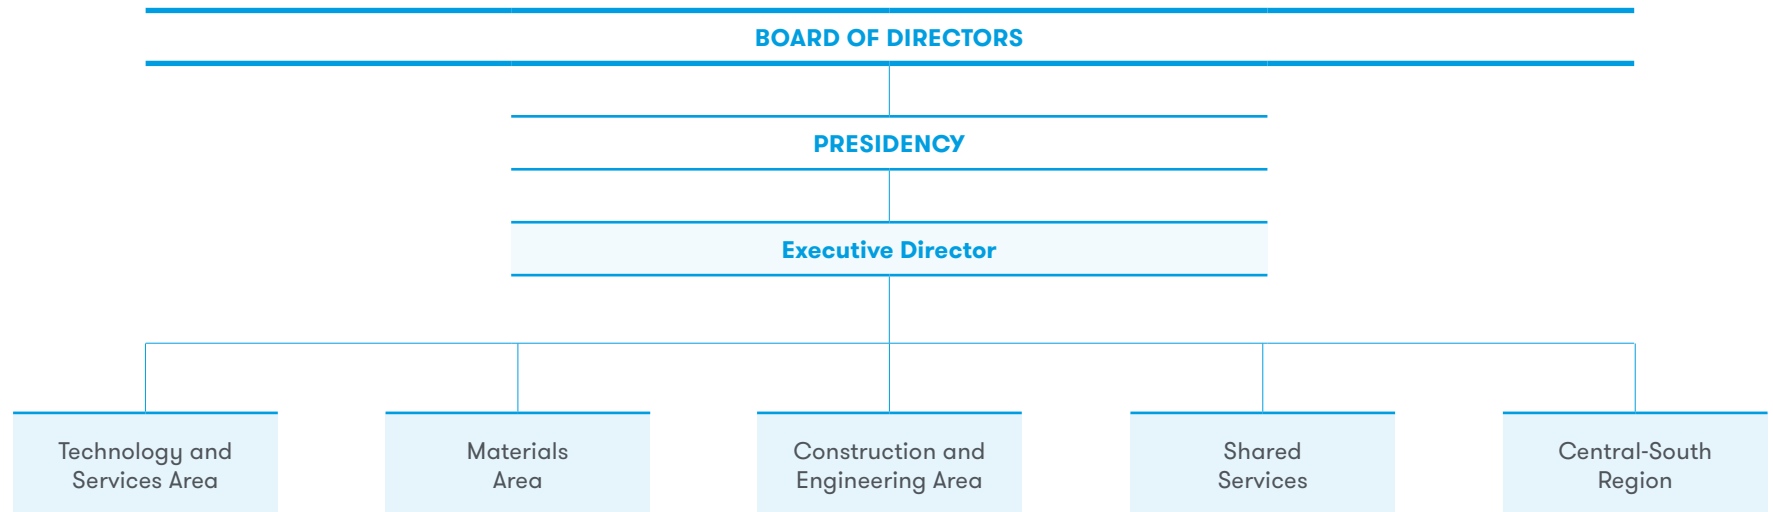 BOARD OF DIRECTORS
PRESIDENCY
Executive Director
Technology and
Services Area
Materials
Area
Construction and
Engineering Area
Shared
Services
Central-South
Region